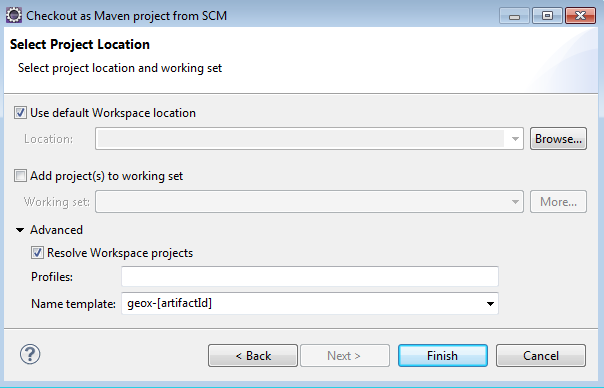 Checkout as Maven project from SCM
Select Project Location
Select project location and working set
Use default Workspace location
Location:
Browse...
Add project(s) to working set
Working set:
More...
Advanced
Resolve Workspace projects
Profiles:
Name template: geox-[artifactId]
? < Back Next > Finish Cancel